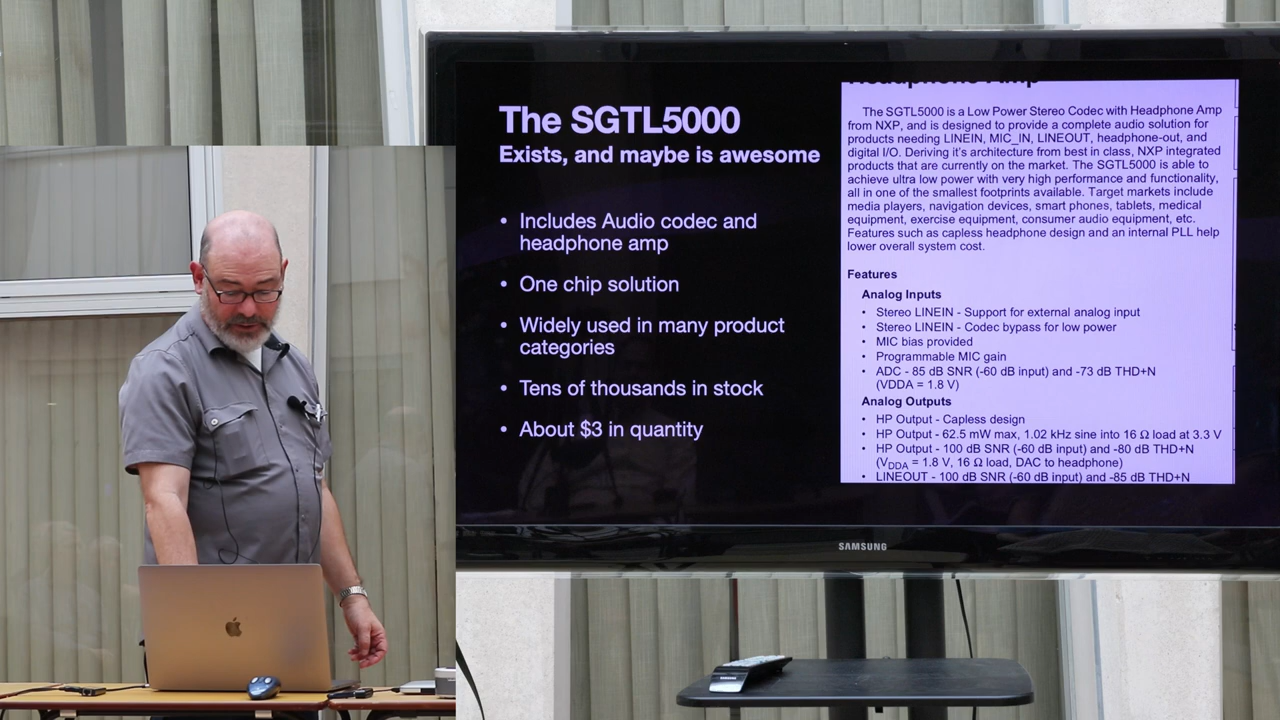 The SGTL5000
Exists, and maybe is awesome
• Includes Audio codec and
headphone amp
• One chip solution
• Widely used in many product
categories
• Tens of thousands in stock
• About $3 in quantity
Headphone Amp
The SGTL5000 is a Low Power Stereo Codec with Headphone Amp
from NXP, and is designed to provide a complete audio solution for
products needing LINEIN, MIC_IN, LINEOUT, headphone-out, and
digital I/O. Deriving it's architecture from best in class, NXP integrated
products that are currently on the market. The SGTL5000 is able to
achieve ultra low power with very high performance and functionality,
all in one of the smallest footprints available. Target markets include
media players, navigation devices, smart phones, tablets, medical
equipment, exercise equipment, consumer audio equipment, etc.
Features such as capless headphone design and an internal PLL help
lower overall system cost.
Features
Analog Inputs
• Stereo LINEIN - Support for external analog input
• Stereo LINEIN - Codec bypass for low power
• MIC bias provided
• Programmable MIC gain
• ADC - 85 dB SNR (-60 dB input) and -73 dB THD+N
(VDDA = 1.8 V)
Analog Outputs
• HP Output - Capless design
• HP Output - 62.5 mW max, 1.02 kHz sine into 16 Ω load at 3.3 V
• HP Output - 100 dB SNR (-60 dB input) and -80 dB THD+N
(VDDA = 1.8 V, 16 Ω load, DAC to headphone)
• LINEOUT - 100 dB SNR (-60 dB input) and -85 dB THD+N
SAMSUNG
SAMSUNG